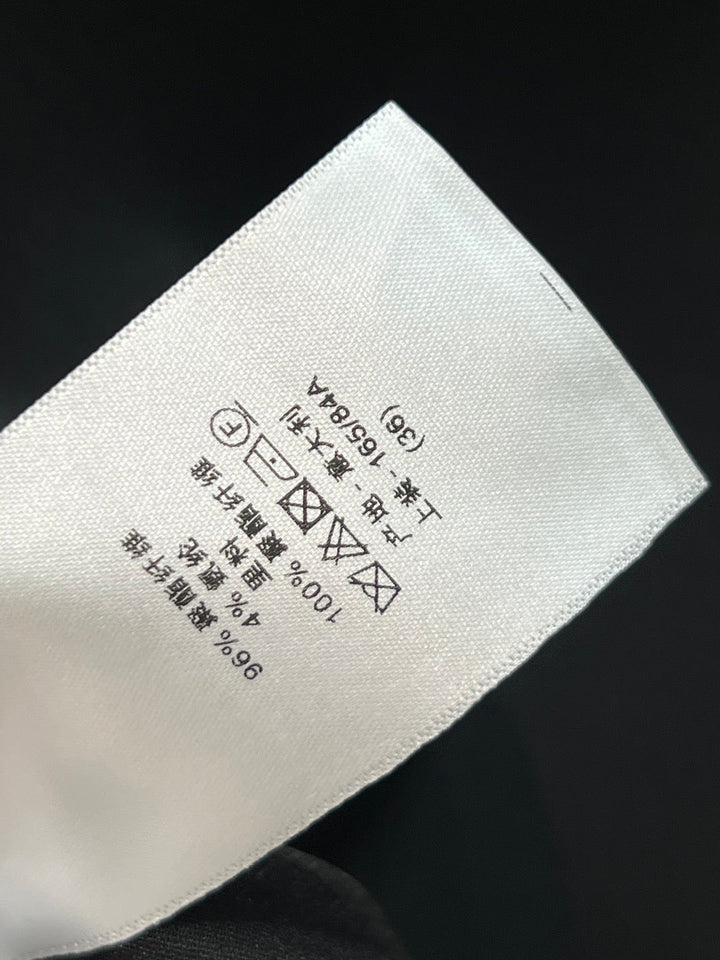 96% 聚酯纤维
4% 氨纶
里料
100% 聚酯纤维
F
产地 - 意大利
上装 - 165/84A
(36)